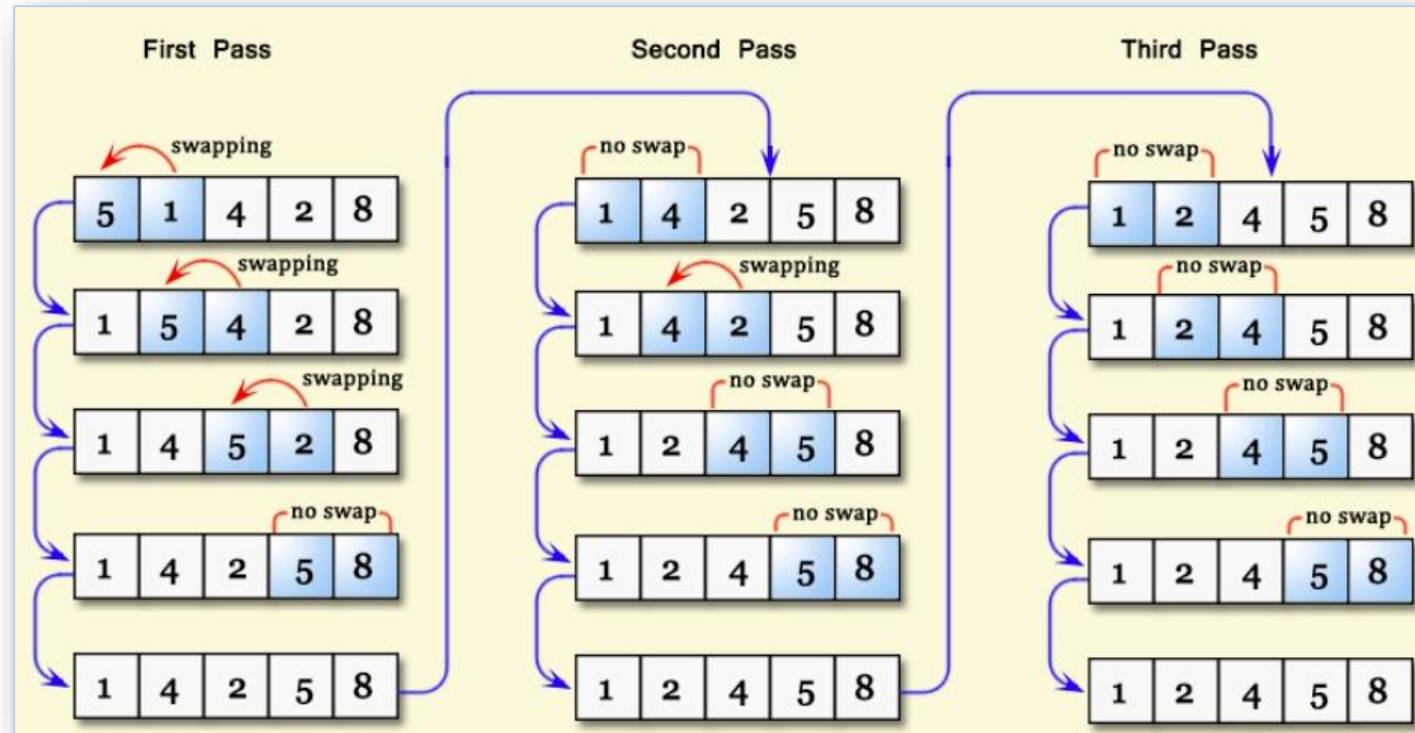 First Pass
swapping
5 1 4 2 8
swapping
1 5 4 2 8
swapping
1 4 5 2 8
no swap
1 4 2 5 8
1 4 2 5 8
Second Pass
no swap
1 4 2 5 8
swapping
1 4 2 5 8
no swap
1 2 4 5 8
no swap
1 2 4 5 8
1 2 4 5 8
Third Pass
no swap
1 2 4 5 8
no swap
1 2 4 5 8
no swap
1 2 4 5 8
no swap
1 2 4 5 8
1 2 4 5 8